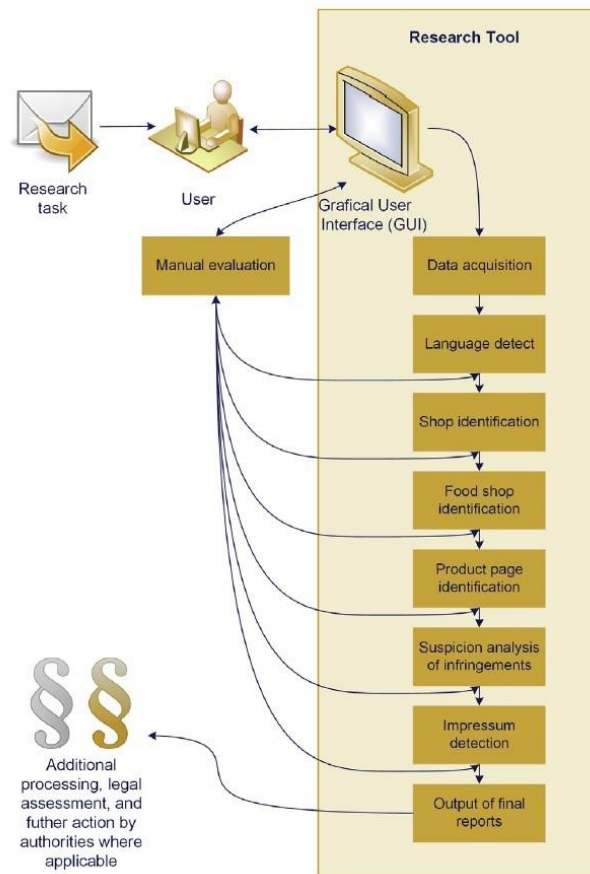 Research Tool
Research
task
User
Grafical User
Interface (GUI)
Manual evaluation
Data acquisition
Language detect
Shop identification
Food shop
identification
Product page
identification
Suspicion analysis
of infringements
Impressum
detection
Output of final
reports
§ §
Additional
processing, legal
assessment, and
futher action by
authorities where
applicable